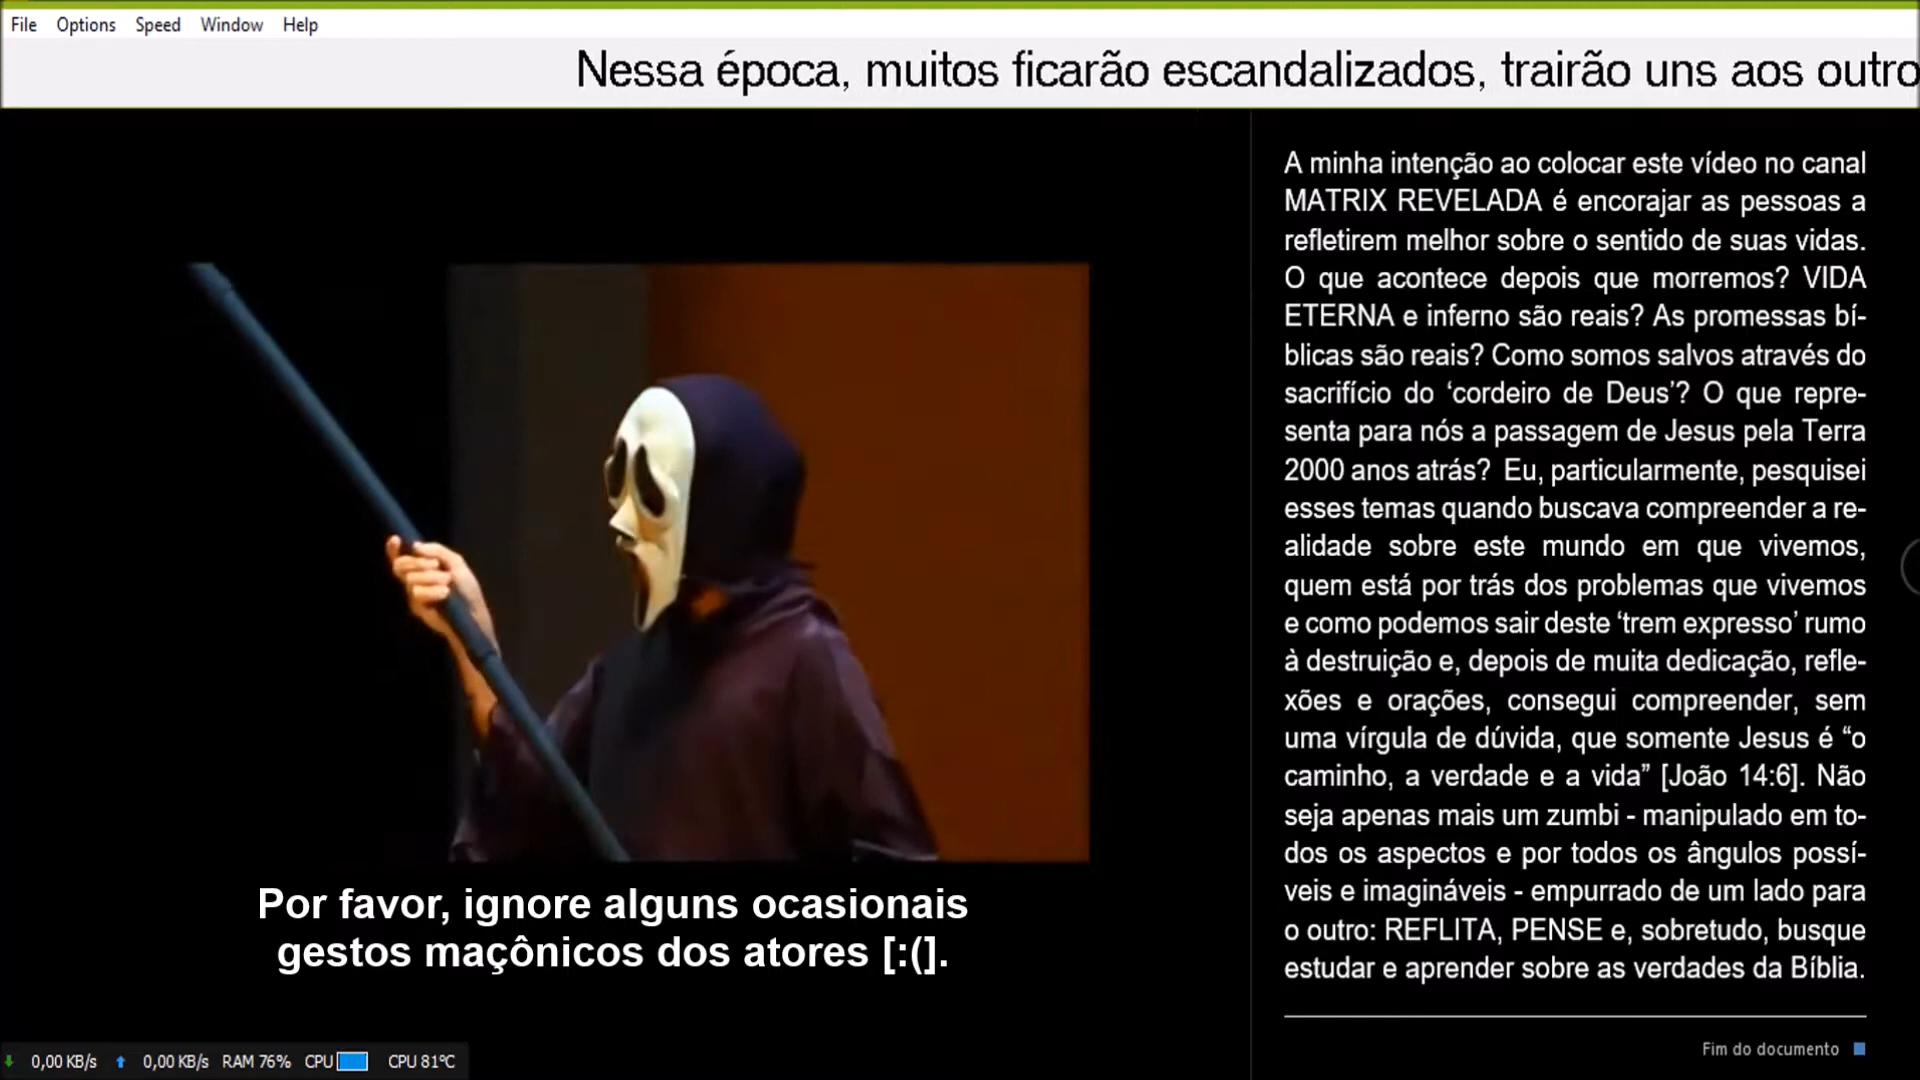 File Options Speed Window Help
Nessa época, muitos ficarão escandalizados, trairão uns aos outro
A minha intenção ao colocar este vídeo no canal
MATRIX REVELADA é encorajar as pessoas a
refletirem melhor sobre o sentido de suas vidas.
O que acontece depois que morremos? VIDA
ETERNA e inferno são reais? As promessas bí-
blicas são reais? Como somos salvos através do
sacrifício do ‘cordeiro de Deus’? O que repre-
senta para nós a passagem de Jesus pela Terra
2000 anos atrás? Eu, particularmente, pesquisei
esses temas quando buscava compreender a re-
alidade sobre este mundo em que vivemos,
quem está por trás dos problemas que vivemos
e como podemos sair deste ‘trem expresso’ rumo
à destruição e, depois de muita dedicação, refle-
xões e orações, consegui compreender, sem
uma vírgula de dúvida, que somente Jesus é “o
caminho, a verdade e a vida” [João 14:6]. Não
seja apenas mais um zumbi - manipulado em to-
dos os aspectos e por todos os ângulos possí-
veis e imagináveis - empurrado de um lado para
o outro: REFLITA, PENSE e, sobretudo, busque
estudar e aprender sobre as verdades da Bíblia.
Fim do documento
Por favor, ignore alguns ocasionais
gestos maçônicos dos atores [:(].
0,00 KB/s 0,00 KB/s RAM 76% CPU CPU 81ºC